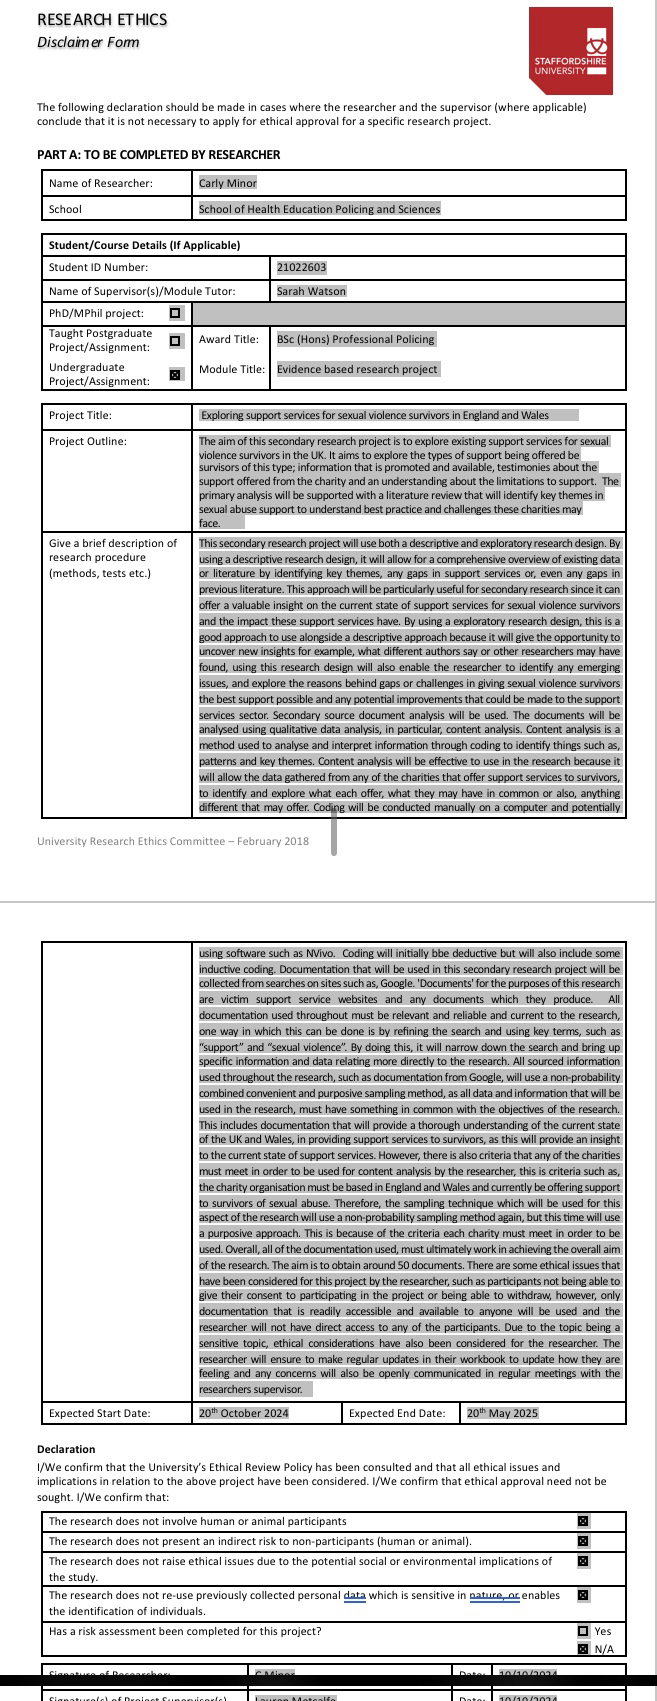 RESEARCH ETHICS
Disclaimer Form
STAFFORDSHIRE
UNIVERSITY
The following declaration should be made in cases where the researcher and the supervisor (where applicable)
conclude that it is not necessary to apply for ethical approval for a specific research project.
PART A: TO BE COMPLETED BY RESEARCHER
Name of Researcher: Carly Minor
School School of Health Education Policing and Sciences
Student/Course Details (If Applicable)
Student ID Number: 21022603
Name of Supervisor(s)/Module Tutor: Sarah Watson
PhD/MPhil project: ☐
Taught Postgraduate
Project/Assignment: ☐ Award Title: BSc (Hons) Professional Policing
Undergraduate
Project/Assignment: ☒ Module Title: Evidence based research project
Project Title: Exploring support services for sexual violence survivors in England and Wales
Project Outline: The aim of this secondary research project is to explore existing support services for sexual
violence survivors in the UK. It aims to explore the types of support being offered be
survivors of this type; information that is promoted and available, testimonies about the
support offered from the charity and an understanding about the limitations to support. The
primary analysis will be supported with a literature review that will identify key themes in
sexual abuse support to understand best practice and challenges these charities may
face.
Give a brief description of
research procedure
(methods, tests etc.)
This secondary research project will use both a descriptive and exploratory research design. By
using a descriptive research design, it will allow for a comprehensive overview of existing data
or literature by identifying key themes, any gaps in support services or, even any gaps in
previous literature. This approach will be particularly useful for secondary research since it can
offer a valuable insight on the current state of support services for sexual violence survivors
and the impact these support services have. By using a exploratory research design, this is a
good approach to use alongside a descriptive approach because it will give the opportunity to
uncover new insights for example, what different authors say or other researchers may have
found, using this research design will also enable the researcher to identify any emerging
issues, and explore the reasons behind gaps or challenges in giving sexual violence survivors
the best support possible and any potential improvements that could be made to the support
services sector. Secondary source document analysis will be used. The documents will be
analysed using qualitative data analysis, in particular, content analysis. Content analysis is a
method used to analyse and interpret information through coding to identify things such as,
patterns and key themes. Content analysis will be effective to use in the research because it
will allow the data gathered from any of the charities that offer support services to survivors,
to identify and explore what each offer, what they may have in common or also, anything
different that may offer. Coding will be conducted manually on a computer and potentially
University Research Ethics Committee – February 2018
using software such as NVivo. Coding will initially bbe deductive but will also include some
inductive coding. Documentation that will be used in this secondary research project will be
collected from searches on sites such as, Google. 'Documents' for the purposes of this research
are victim support service websites and any documents which they produce. All
documentation used throughout must be relevant and reliable and current to the research,
one way in which this can be done is by refining the search and using key terms, such as
“support” and “sexual violence”. By doing this, it will narrow down the search and bring up
specific information and data relating more directly to the research. All sourced information
used throughout the research, such as documentation from Google, will use a non-probability
combined convenient and purposive sampling method, as all data and information that will be
used in the research, must have something in common with the objectives of the research.
This includes documentation that will provide a thorough understanding of the current state
of the UK and Wales, in providing support services to survivors, as this will provide an insight
to the current state of support services. However, there is also criteria that any of the charities
must meet in order to be used for content analysis by the researcher, this is criteria such as,
the charity organisation must be based in England and Wales and currently be offering support
to survivors of sexual abuse. Therefore, the sampling technique which will be used for this
aspect of the research will use a non-probability sampling method again, but this time will use
a purposive approach. This is because of the criteria each charity must meet in order to be
used. Overall, all of the documentation used, must ultimately work in achieving the overall aim
of the research. The aim is to obtain around 50 documents. There are some ethical issues that
have been considered for this project by the researcher, such as participants not being able to
give their consent to participating in the project or being able to withdraw, however, only
documentation that is readily accessible and available to anyone will be used and the
researcher will not have direct access to any of the participants. Due to the topic being a
sensitive topic, ethical considerations have also been considered for the researcher. The
researcher will ensure to make regular updates in their workbook to update how they are
feeling and any concerns will also be openly communicated in regular meetings with the
researchers supervisor.
Expected Start Date: 20th October 2024 Expected End Date: 20th May 2025
Declaration
I/We confirm that the University’s Ethical Review Policy has been consulted and that all ethical issues and
implications in relation to the above project have been considered. I/We confirm that ethical approval need not be
sought. I/We confirm that:
The research does not involve human or animal participants ☒
The research does not present an indirect risk to non-participants (human or animal). ☒
The research does not raise ethical issues due to the potential social or environmental implications of
the study. ☒
The research does not re-use previously collected personal data which is sensitive in nature, or enables
the identification of individuals. ☒
Has a risk assessment been completed for this project? ☐ Yes
☒ N/A
Signature of Researcher: C Minor Date: 10/10/2024
Signature(s) of Project Supervisor(s) Lauren Metcalfe Date: 10/10/2024